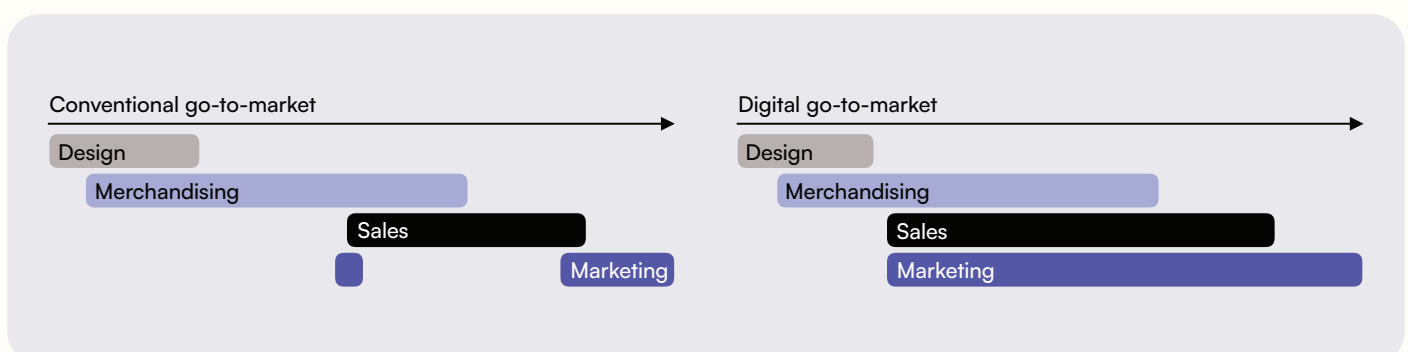 Conventional go-to-market
Design
Merchandising
Sales
Marketing
Digital go-to-market
Design
Merchandising
Sales
Marketing